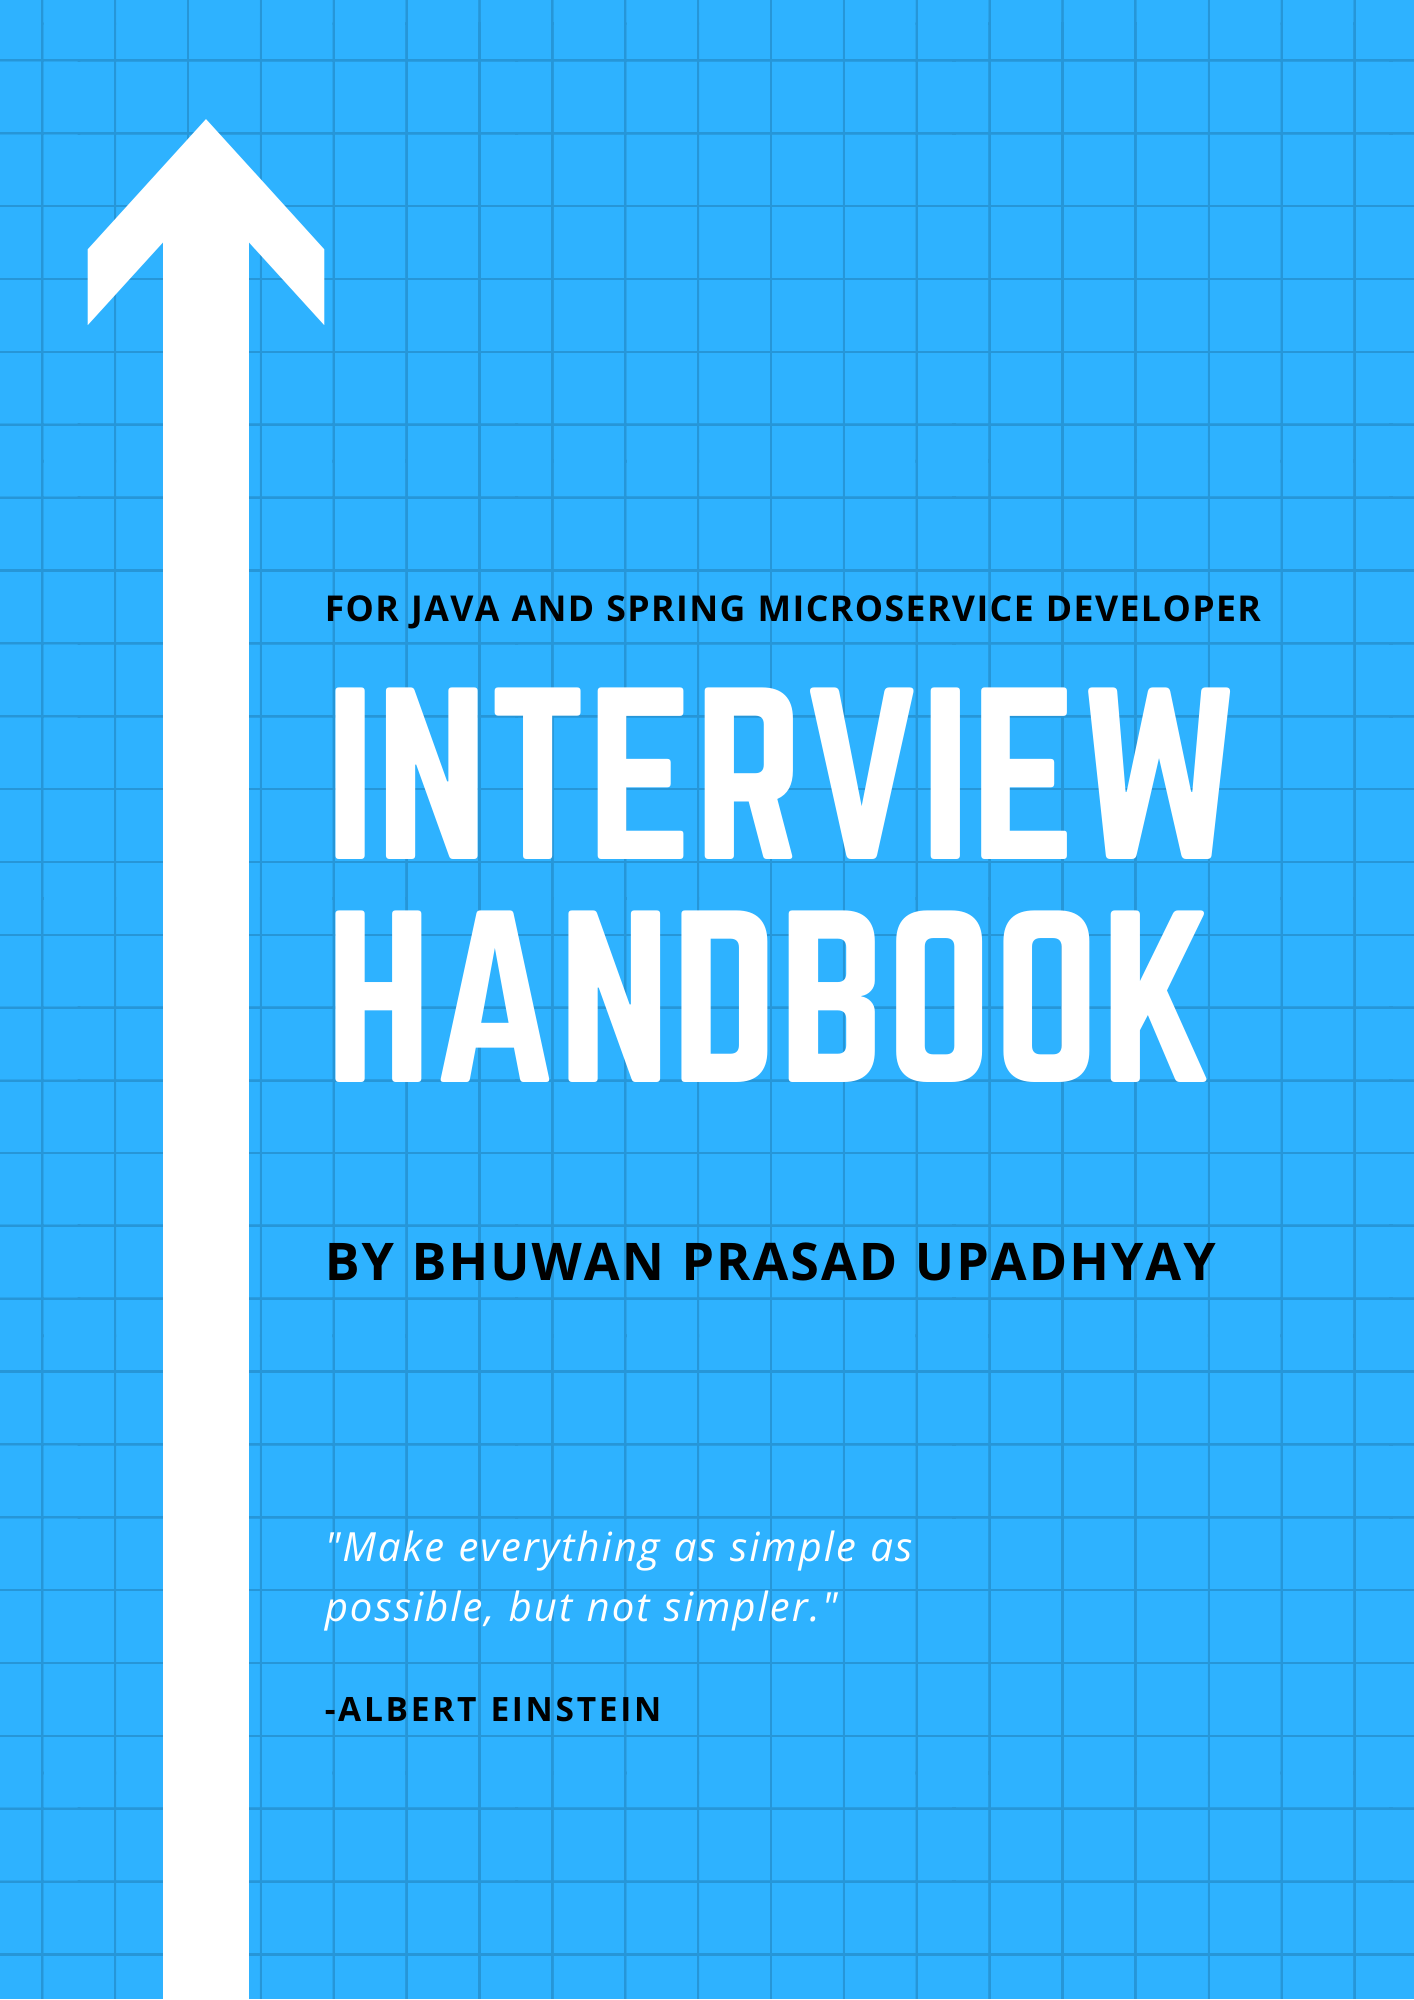 FOR JAVA AND SPRING MICROSERVICE DEVELOPER
INTERVIEW
HANDBOOK
BY BHUWAN PRASAD UPADHYAY
"Make everything as simple as
possible, but not simpler."
-ALBERT EINSTEIN